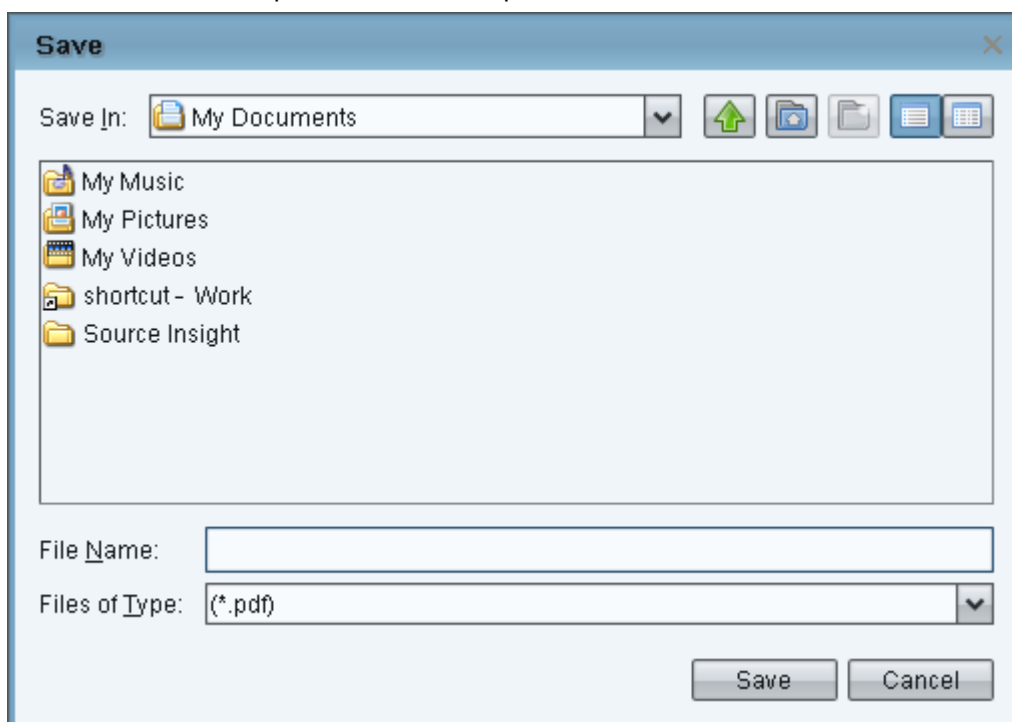 Save
Save In: My Documents
My Music
My Pictures
My Videos
shortcut - Work
Source Insight
File Name:
Files of Type: (*.pdf)
Save Cancel